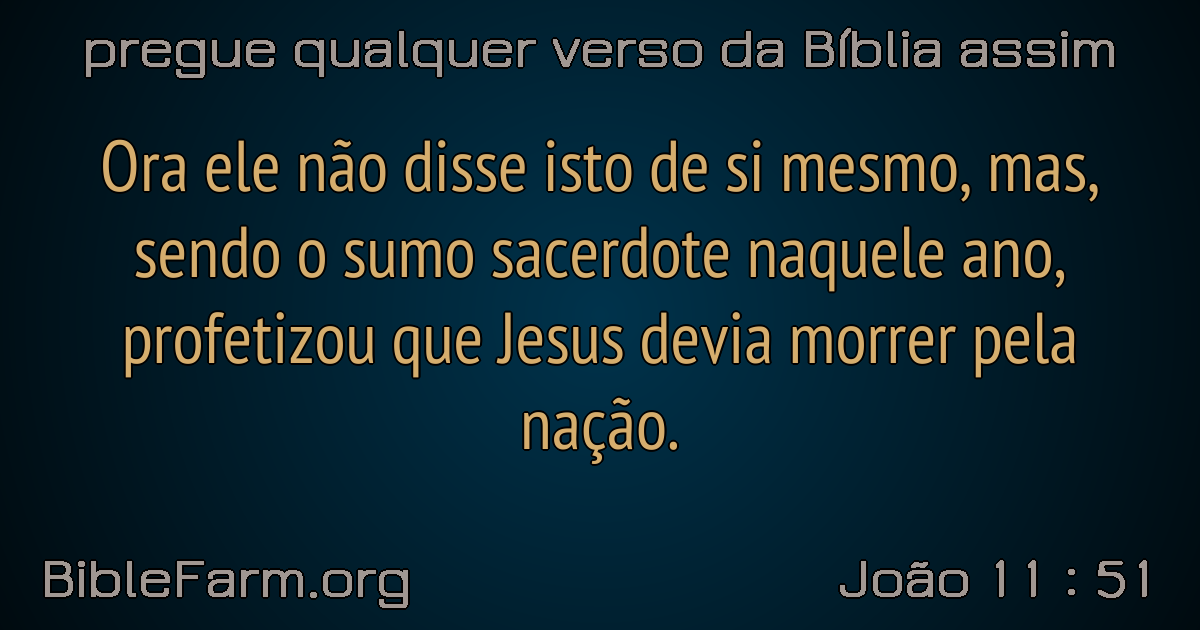 pregue qualquer verso da Bíblia assim
Ora ele não disse isto de si mesmo, mas,
sendo o sumo sacerdote naquele ano,
profetizou que Jesus devia morrer pela
nação.
BibleFarm.org
João 11 : 51